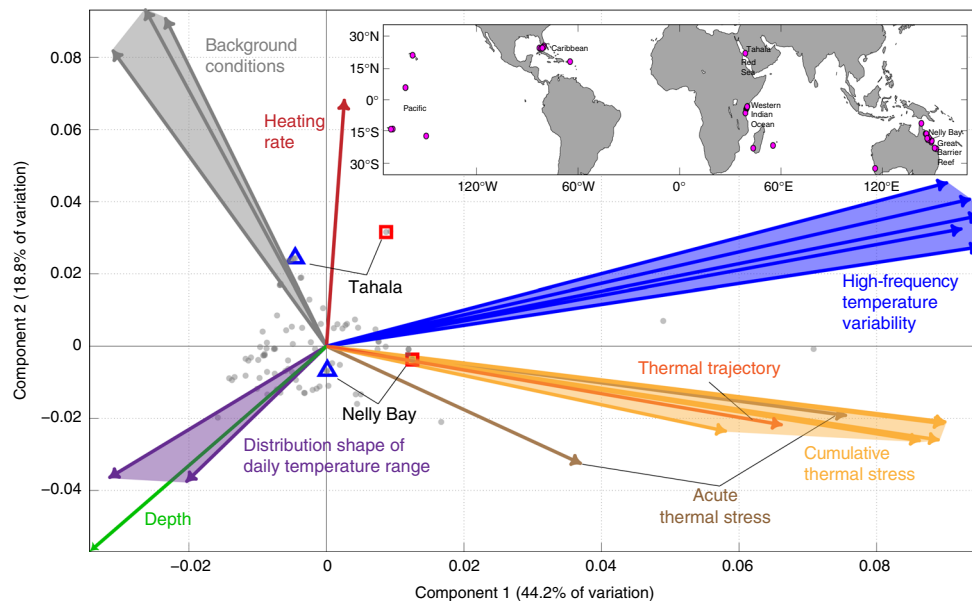 0.08
0.06
0.04
0.02
0
−0.02
−0.04
Component 2 (18.8% of variation)
−0.02
0
0.02
0.04
0.06
0.08
Component 1 (44.2% of variation)
Background
conditions
Heating
rate
Tahala
Nelly Bay
High-frequency
temperature
variability
Thermal trajectory
Cumulative
thermal stress
Acute
thermal stress
Distribution shape of
daily temperature range
Depth
30°N
15°N
0°
15°S
30°S
120°W
60°W
0°
60°E
120°E
Pacific
Caribbean
Tahala
Red
Sea
Western
Indian
Ocean
Nelly Bay
Great
Barrier
Reef